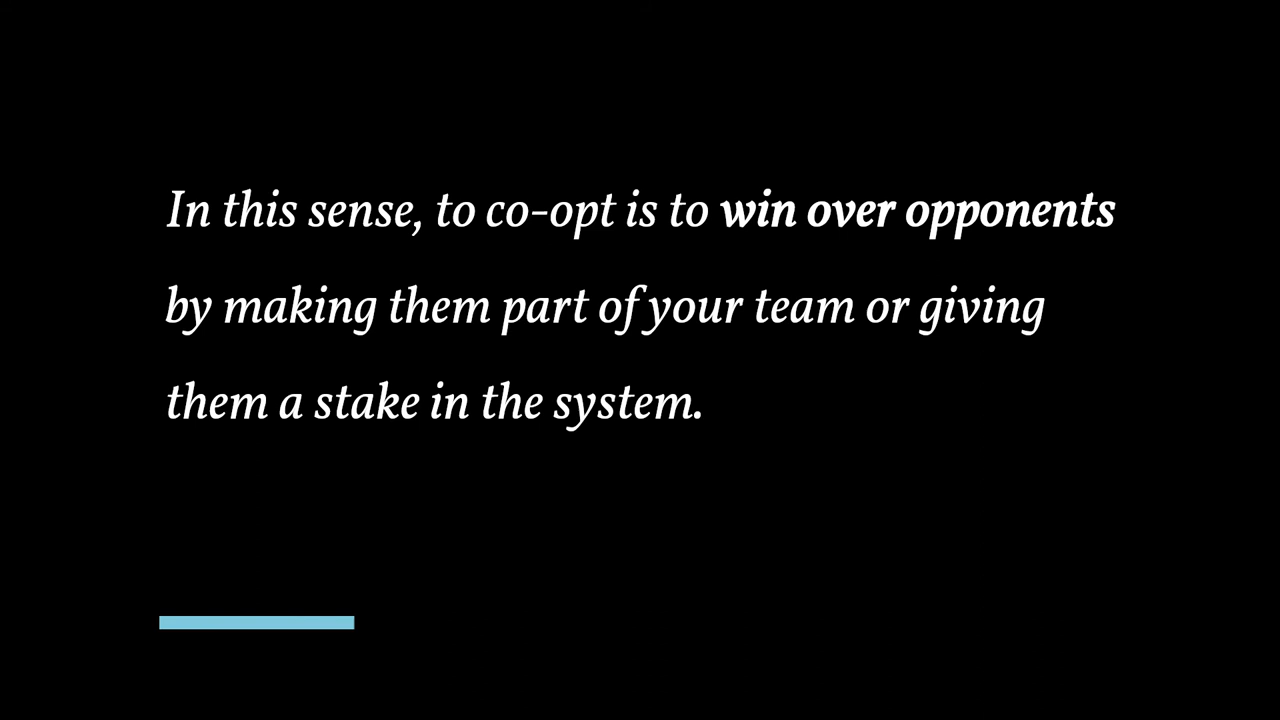 In this sense, to co-opt is to win over opponents
by making them part of your team or giving
them a stake in the system.